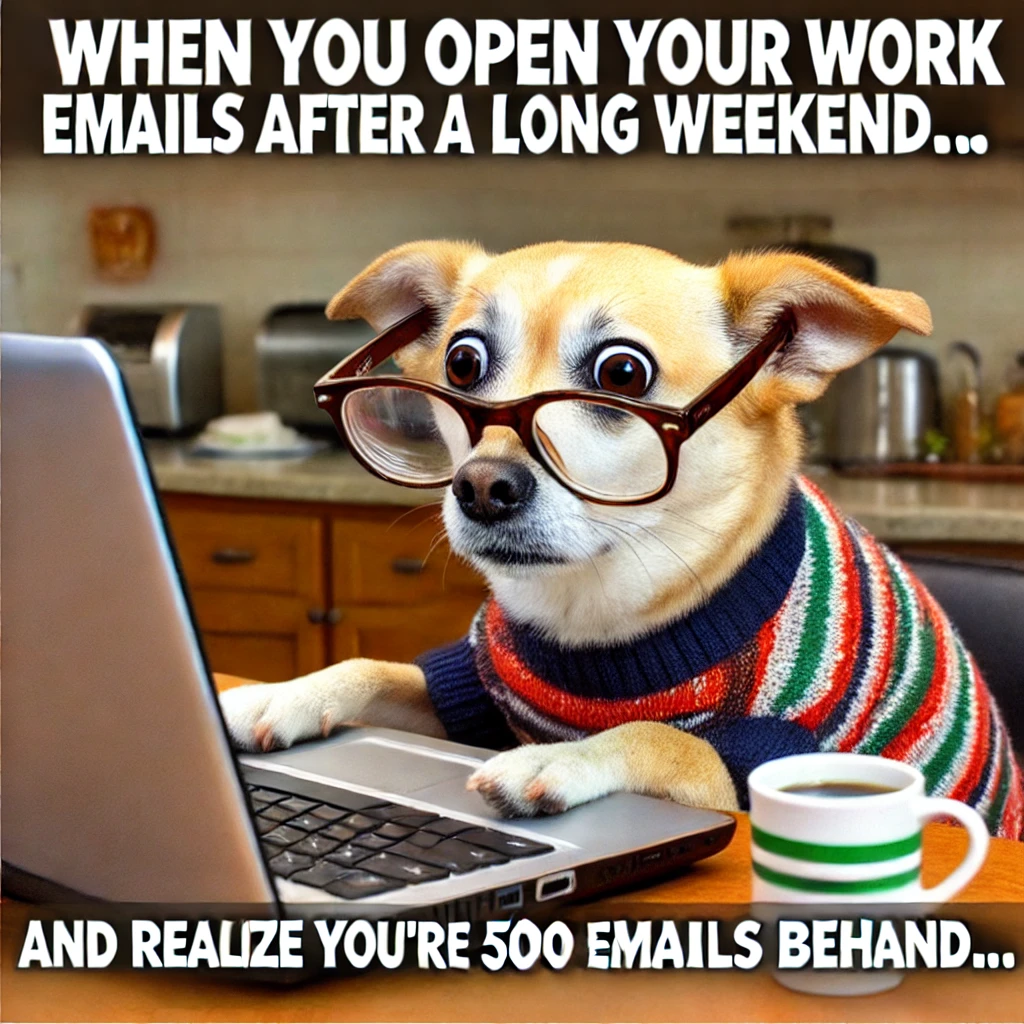 WHEN YOU OPEN YOUR WORK
EMAILS AFTER A LONG WEEKEND...
AND REALIZE YOU'RE 500 EMAILS BEHAND...